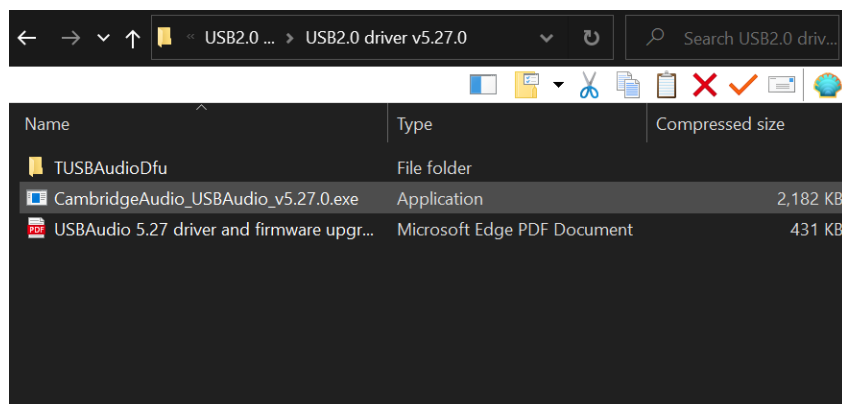 USB2.0 ... > USB2.0 driver v5.27.0 Search USB2.0 driv...
Name Type Compressed size
TUSBAudioDfu File folder
CambridgeAudio_USBAudio_v5.27.0.exe Application 2,182 KB
PDF USBAudio 5.27 driver and firmware upgr... Microsoft Edge PDF Document 431 KB